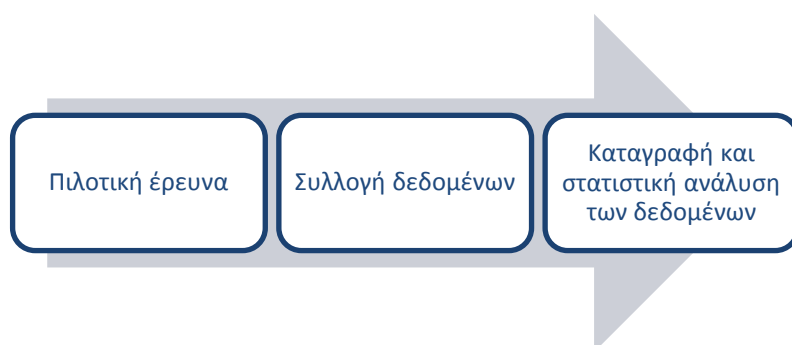 Πιλοτική έρευνα
Συλλογή δεδομένων
Καταγραφή και
στατιστική ανάλυση
των δεδομένων